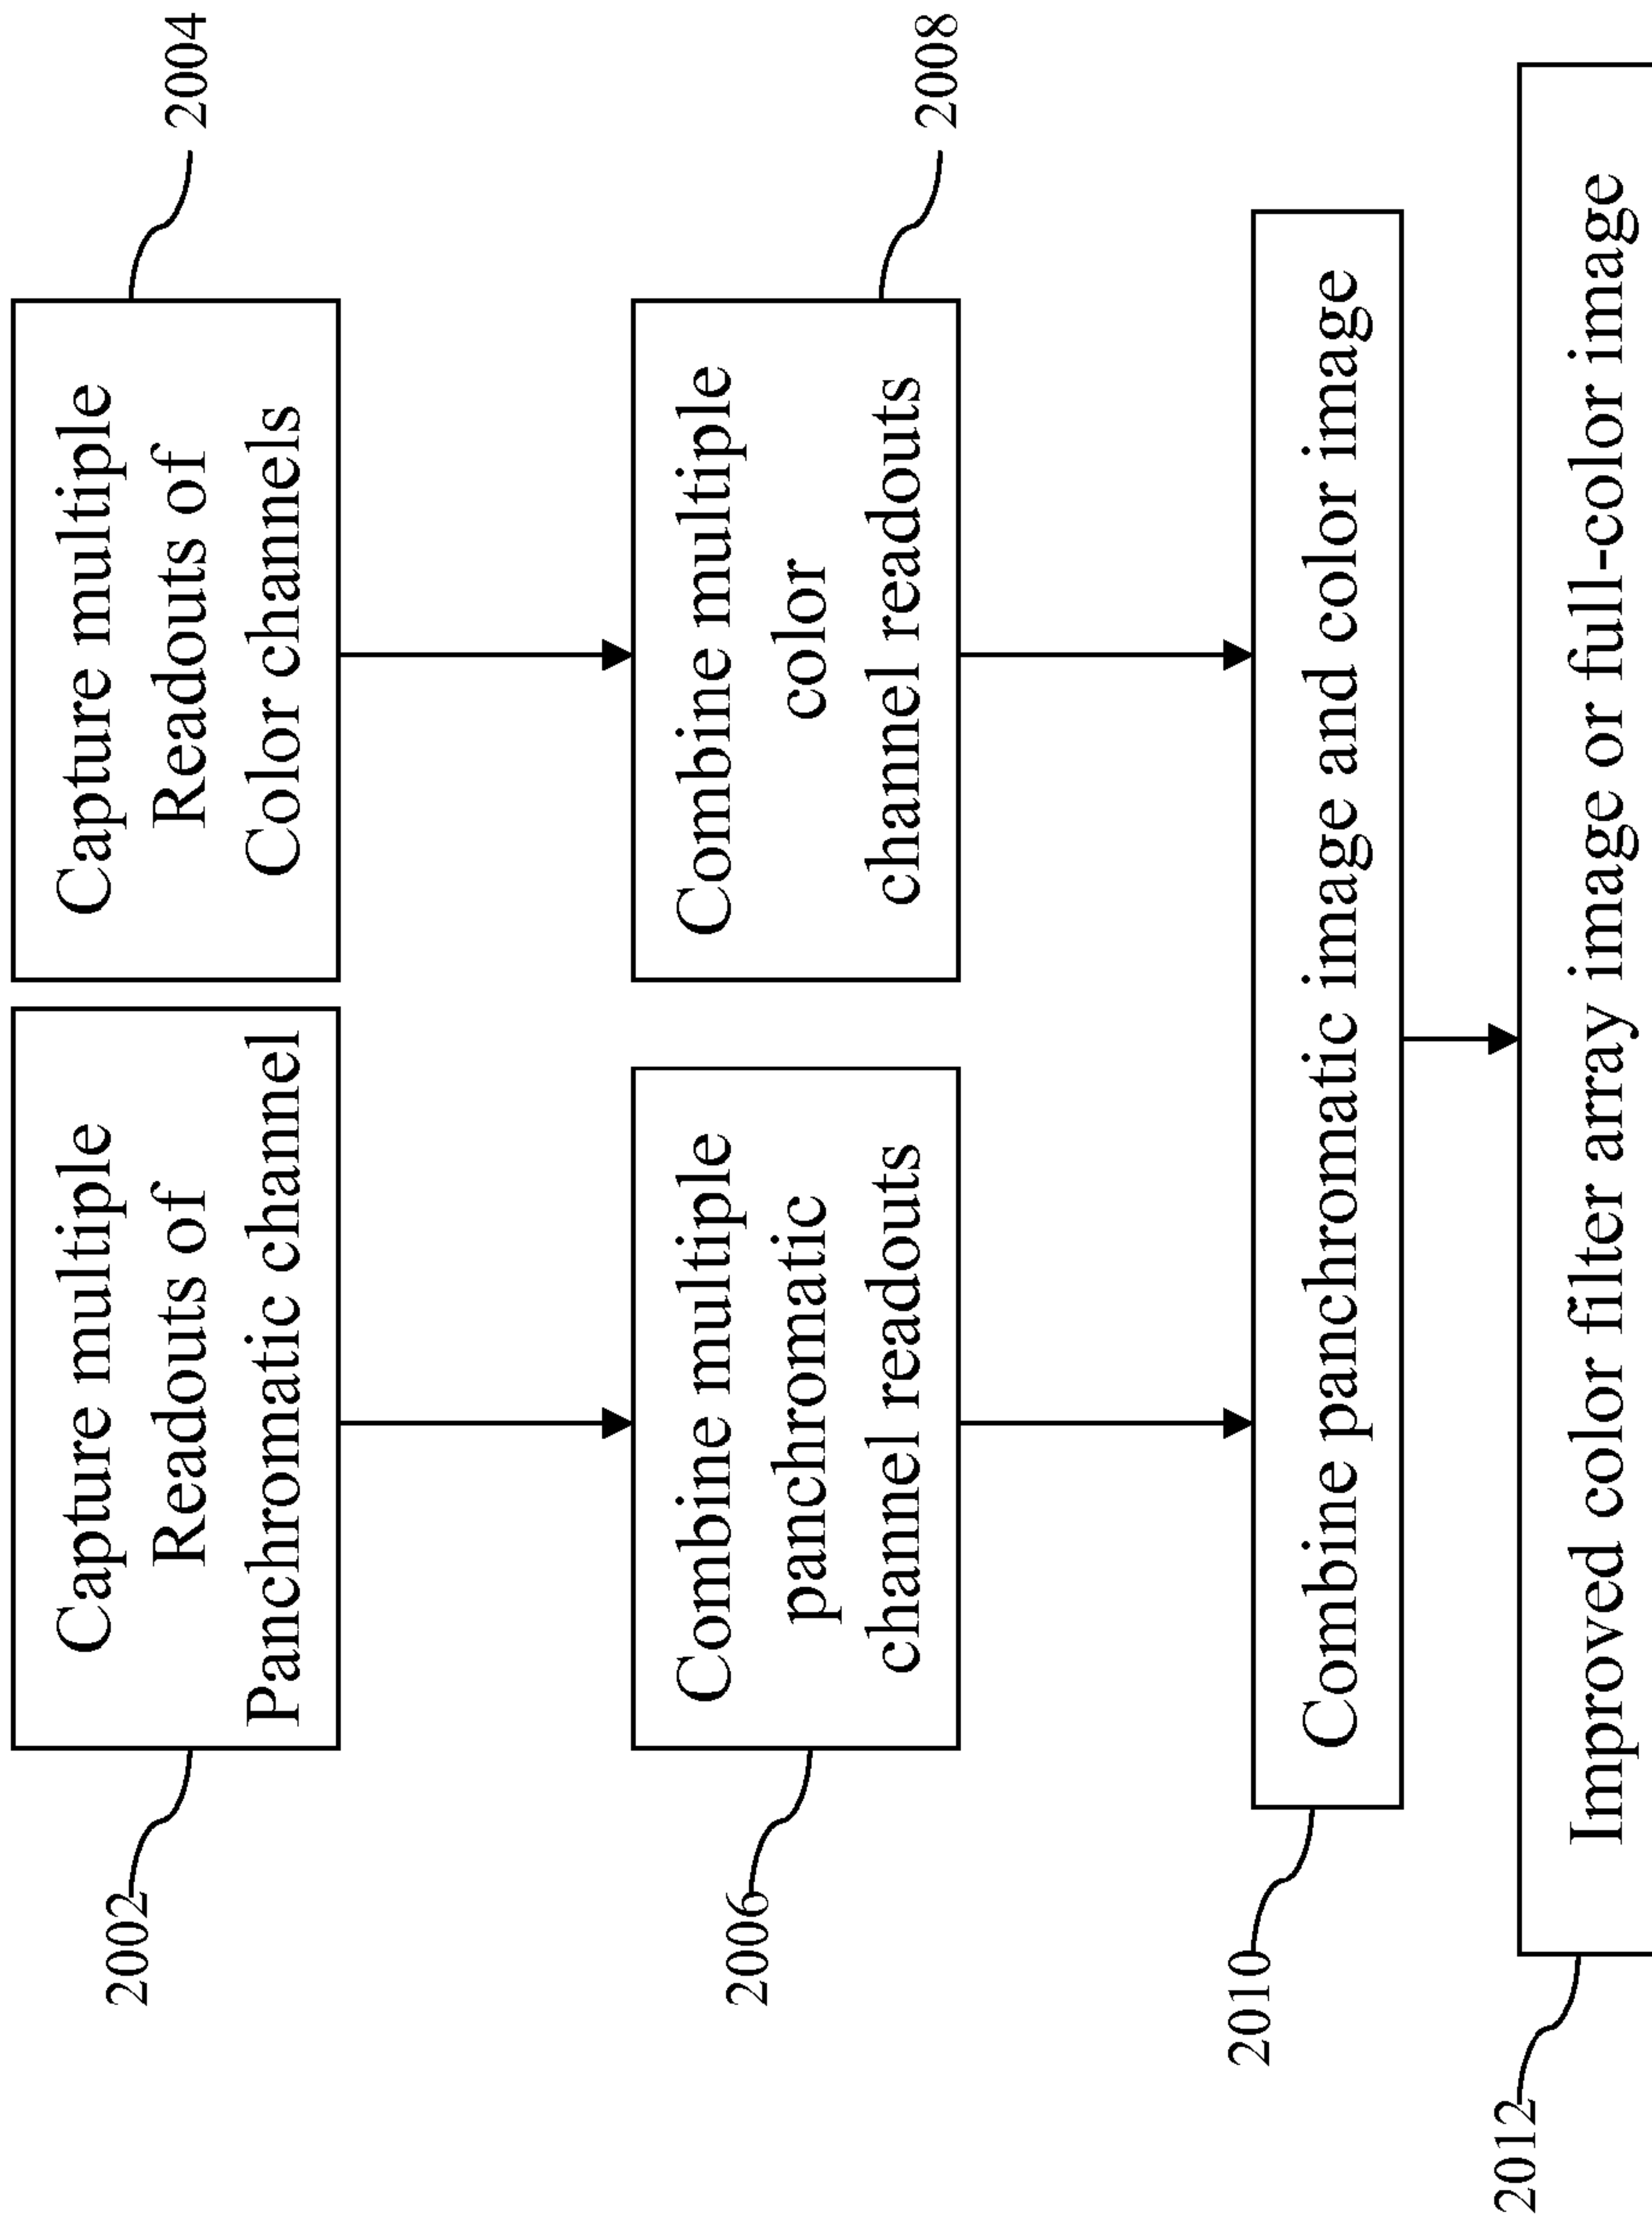 2002
Capture multiple
Readouts of
Panchromatic channel
Capture multiple
Readouts of
Color channels
2004
2006
Combine multiple
panchromatic
channel readouts
Combine multiple
color
channel readouts
2008
2010
Combine panchromatic image and color image
2012
Improved color filter array image or full-color image